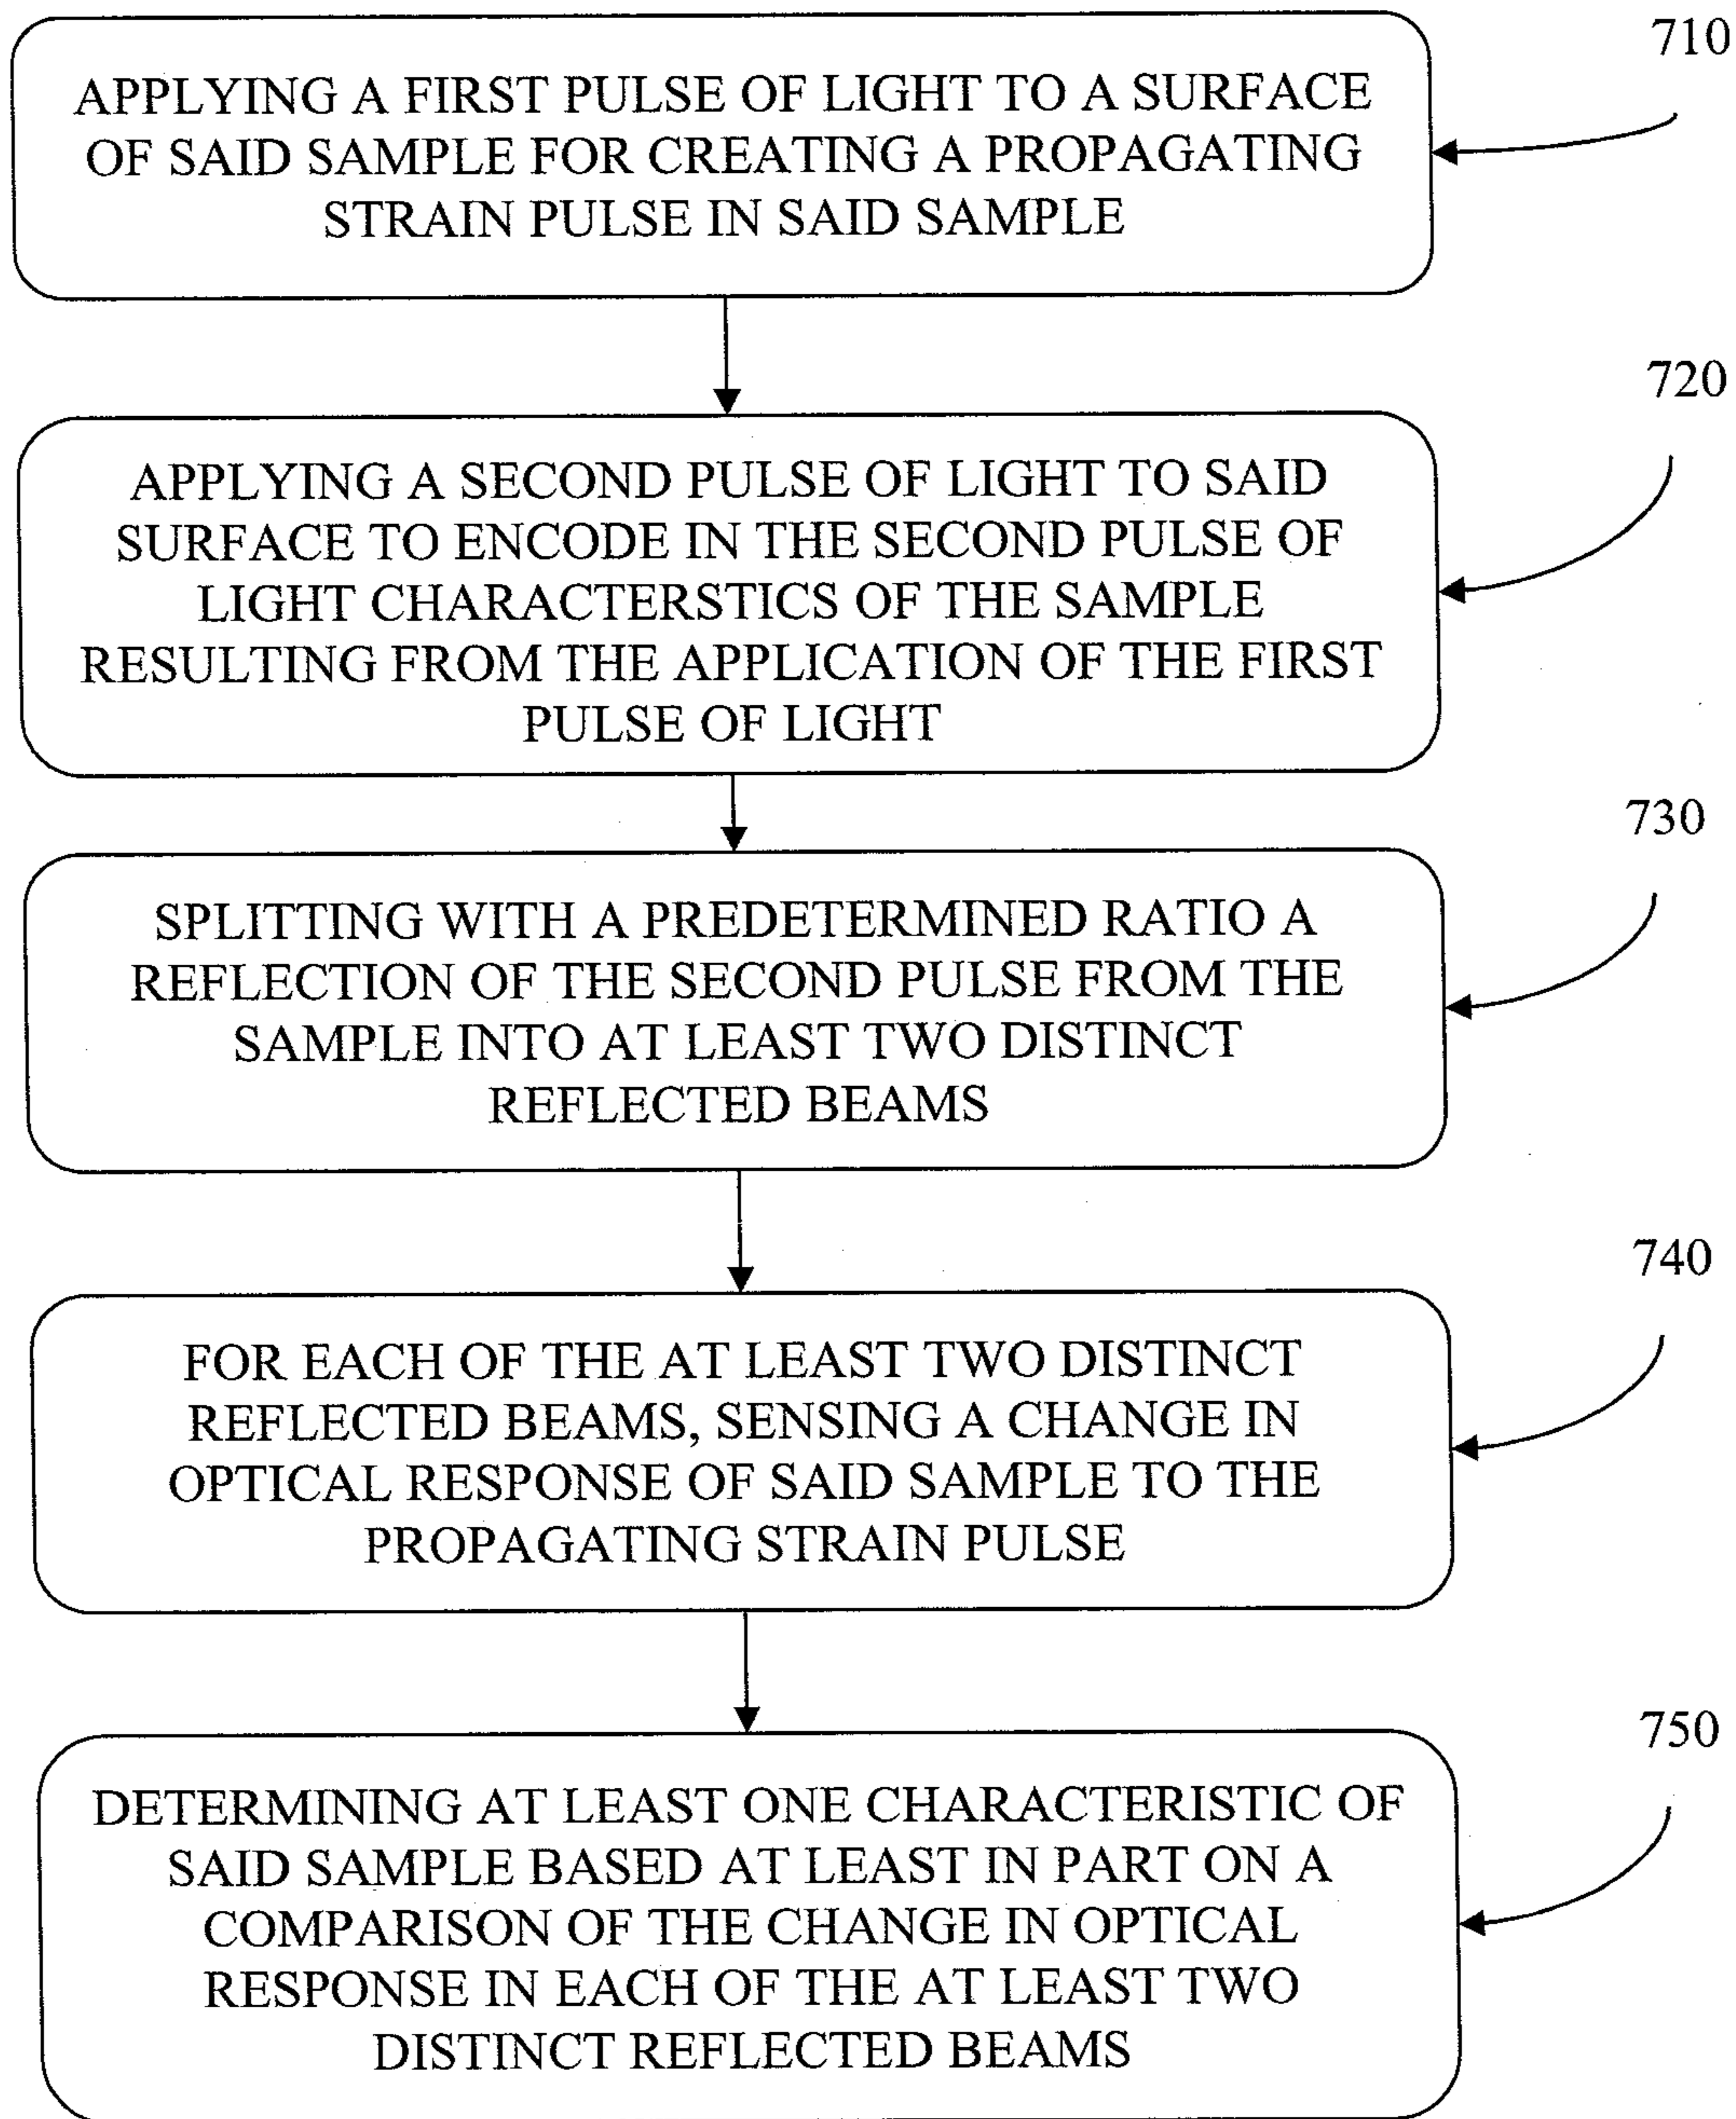 710
APPLYING A FIRST PULSE OF LIGHT TO A SURFACE
OF SAID SAMPLE FOR CREATING A PROPAGATING
STRAIN PULSE IN SAID SAMPLE
720
APPLYING A SECOND PULSE OF LIGHT TO SAID
SURFACE TO ENCODE IN THE SECOND PULSE OF
LIGHT CHARACTERSTICS OF THE SAMPLE
RESULTING FROM THE APPLICATION OF THE FIRST
PULSE OF LIGHT
730
SPLITTING WITH A PREDETERMINED RATIO A
REFLECTION OF THE SECOND PULSE FROM THE
SAMPLE INTO AT LEAST TWO DISTINCT
REFLECTED BEAMS
740
FOR EACH OF THE AT LEAST TWO DISTINCT
REFLECTED BEAMS, SENSING A CHANGE IN
OPTICAL RESPONSE OF SAID SAMPLE TO THE
PROPAGATING STRAIN PULSE
750
DETERMINING AT LEAST ONE CHARACTERISTIC OF
SAID SAMPLE BASED AT LEAST IN PART ON A
COMPARISON OF THE CHANGE IN OPTICAL
RESPONSE IN EACH OF THE AT LEAST TWO
DISTINCT REFLECTED BEAMS